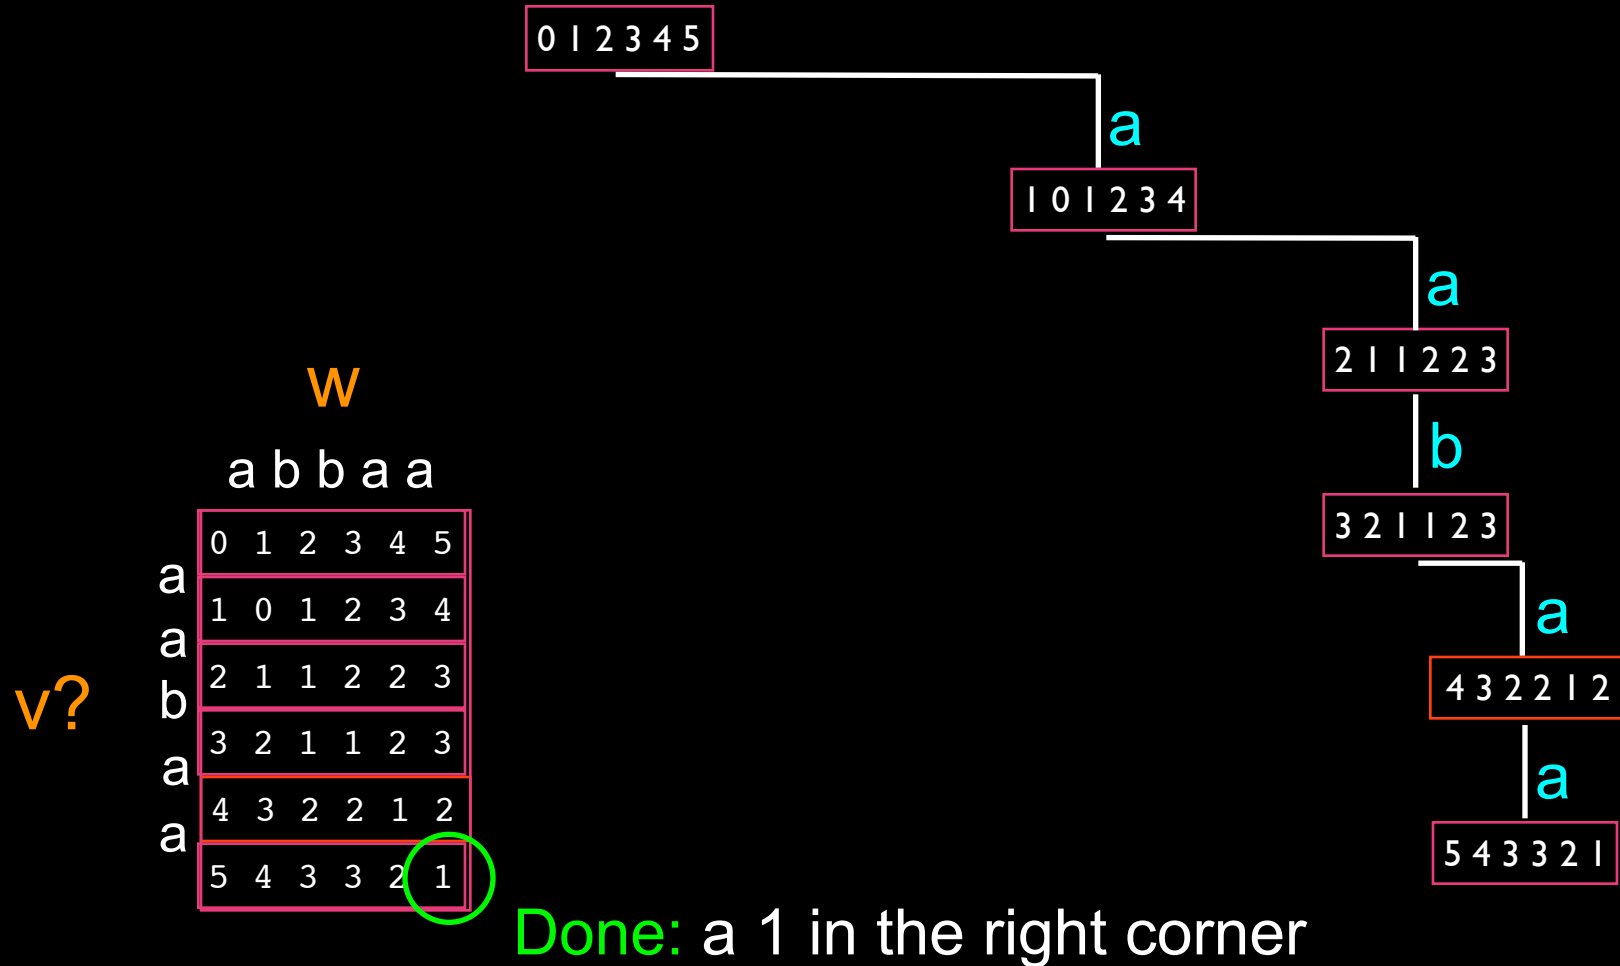 0 1 2 3 4 5
a
1 0 1 2 3 4
a
2 1 1 2 2 3
b
3 2 1 1 2 3
a
4 3 2 2 1 2
a
5 4 3 3 2 1
w
a b b a a
0 1 2 3 4 5
a
1 0 1 2 3 4
a
2 1 1 2 2 3
v?
b
3 2 1 1 2 3
a
4 3 2 2 1 2
a
5 4 3 3 2 1
Done: a 1 in the right corner